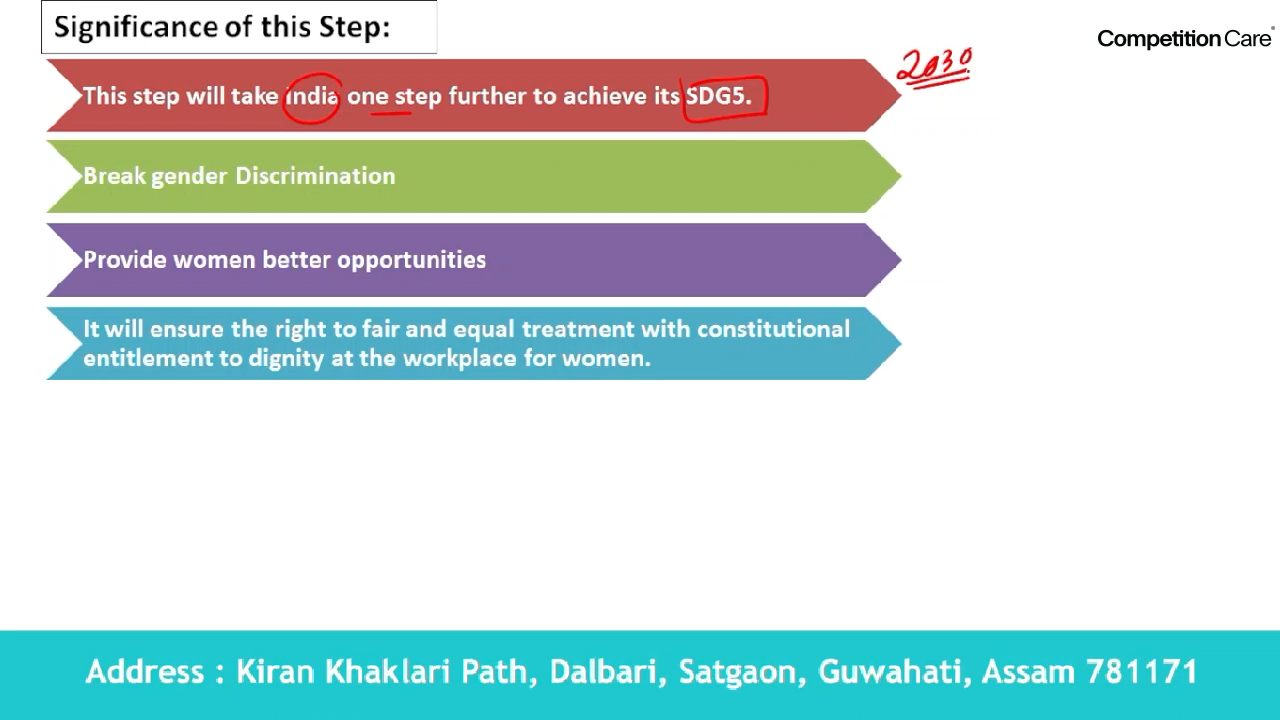 Significance of this Step:
CompetitionCare
2030
This step will take india one step further to achieve its SDG5.
Break gender Discrimination
Provide women better opportunities
It will ensure the right to fair and equal treatment with constitutional
entitlement to dignity at the workplace for women.
Address : Kiran Khaklari Path, Dalbari, Satgaon, Guwahati, Assam 781171